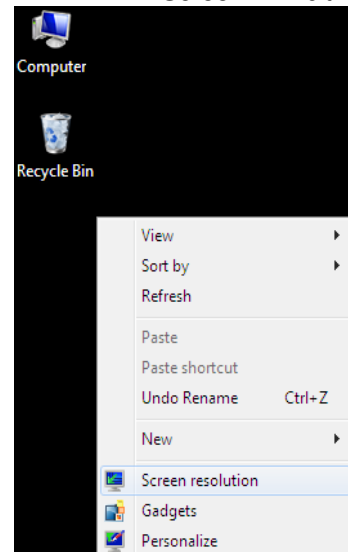 Computer
Recycle Bin
View
Sort by
Refresh
Paste
Paste shortcut
Undo Rename Ctrl+Z
New
Screen resolution
Gadgets
Personalize